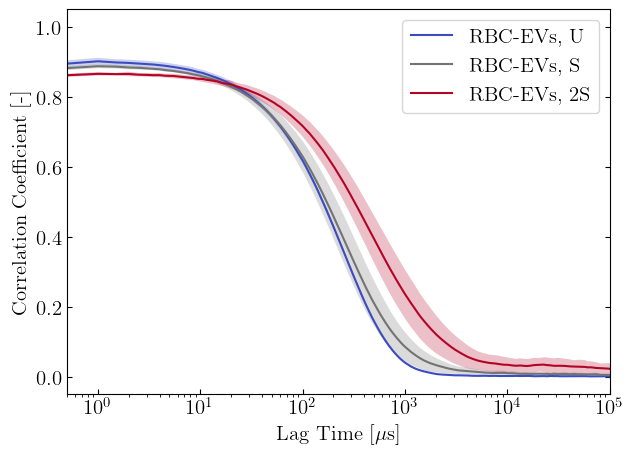 1.0
0.8
0.6
0.4
0.2
0.0
Correlation Coefficient [-]
RBC-EVs, U
RBC-EVs, S
RBC-EVs, 2S
10⁰
10¹
10²
10³
10⁴
10⁵
Lag Time [μs]